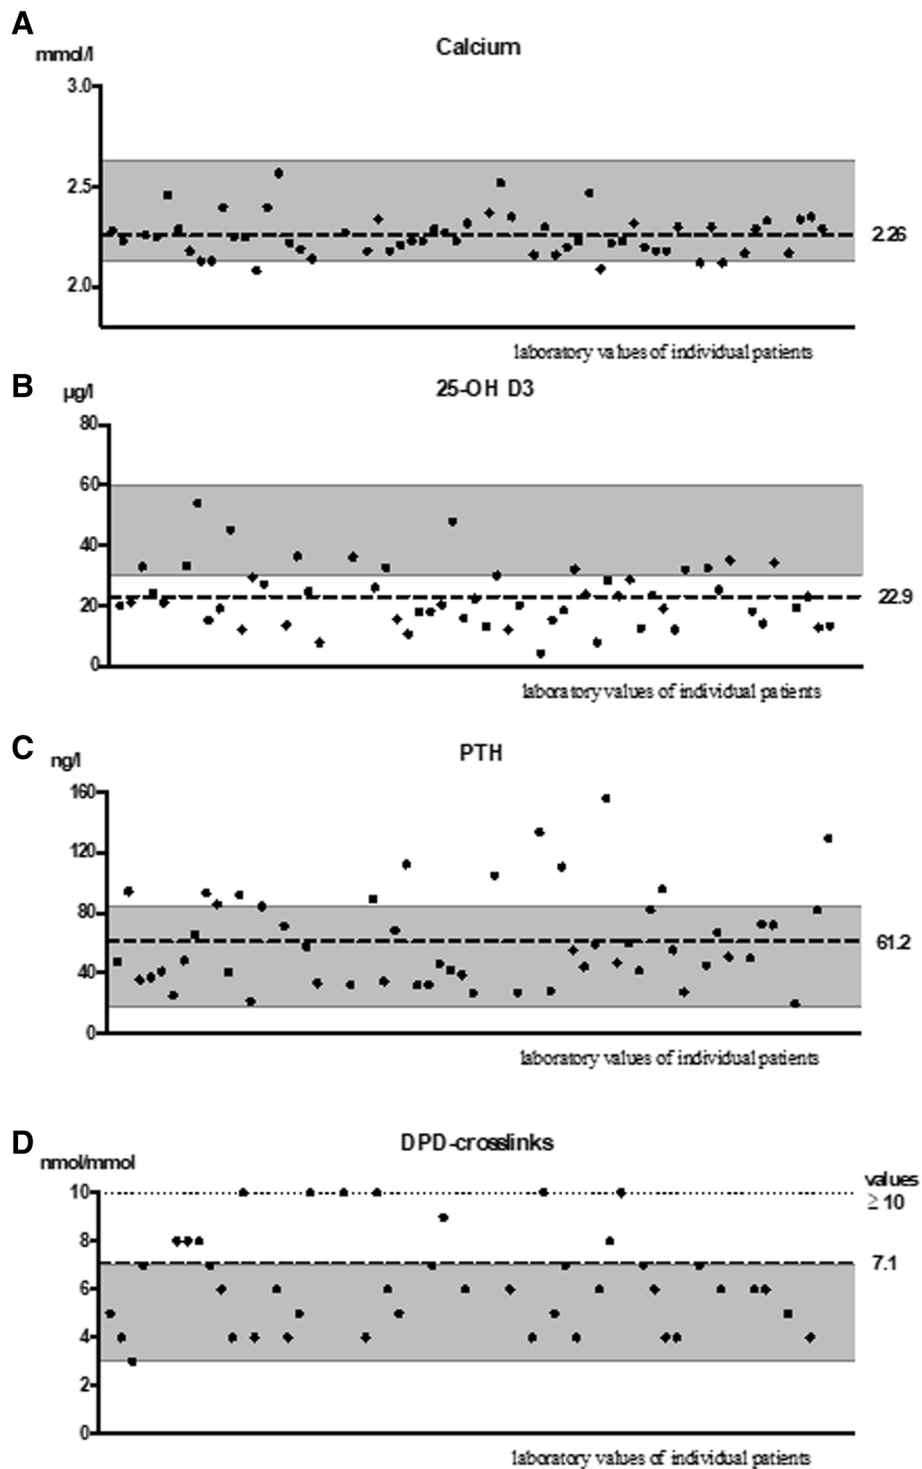 A
mmol/l
Calcium
3.0
2.5
2.26
2.0
laboratory values of individual patients
B
µg/l
25-OH D3
80
60
40
20
22.9
0
laboratory values of individual patients
C
ng/l
PTH
160
120
80
61.2
40
0
laboratory values of individual patients
D
DPD-crosslinks
nmol/mmol
values
≥ 10
10
8
7.1
6
4
2
0
laboratory values of individual patients